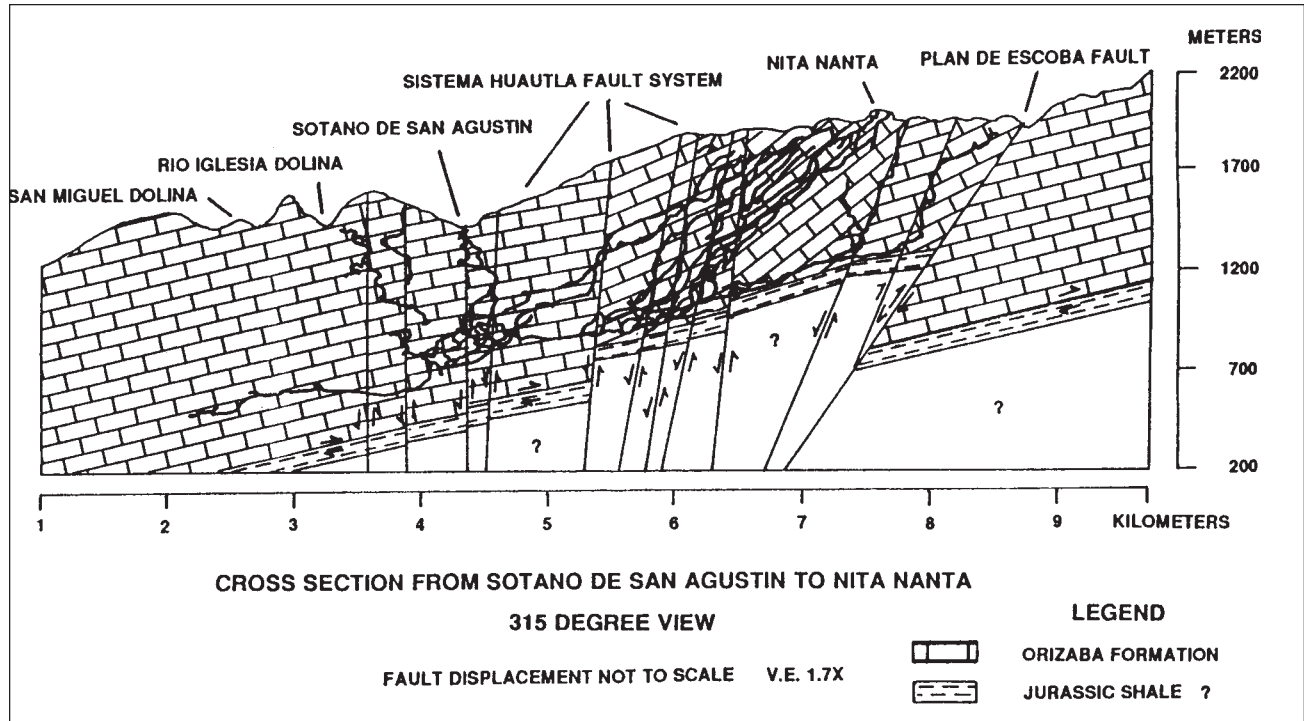 METERS
NITA NANTA
PLAN DE ESCOBA FAULT
2200
SISTEMA HUAUTLA FAULT SYSTEM
SOTANO DE SAN AGUSTIN
RIO IGLESIA DOLINA
1700
SAN MIGUEL DOLINA
1200
?
700
?
?
200
1 2 3 4 5 6 7 8 9 KILOMETERS
CROSS SECTION FROM SOTANO DE SAN AGUSTIN TO NITA NANTA
315 DEGREE VIEW
LEGEND
FAULT DISPLACEMENT NOT TO SCALE V.E. 1.7X
ORIZABA FORMATION
JURASSIC SHALE ?